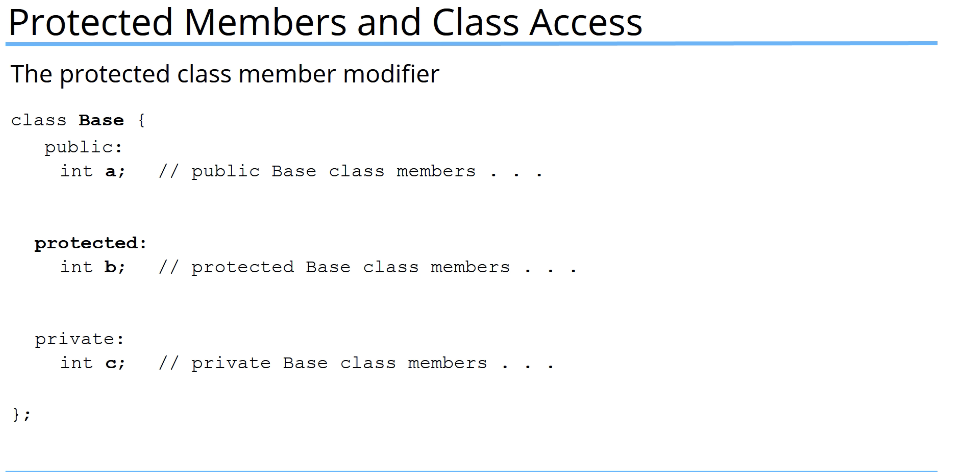 Protected Members and Class Access
The protected class member modifier
class Base {
public:
int a; // public Base class members . . .
protected:
int b; // protected Base class members . . .
private:
int c; // private Base class members . . .
};